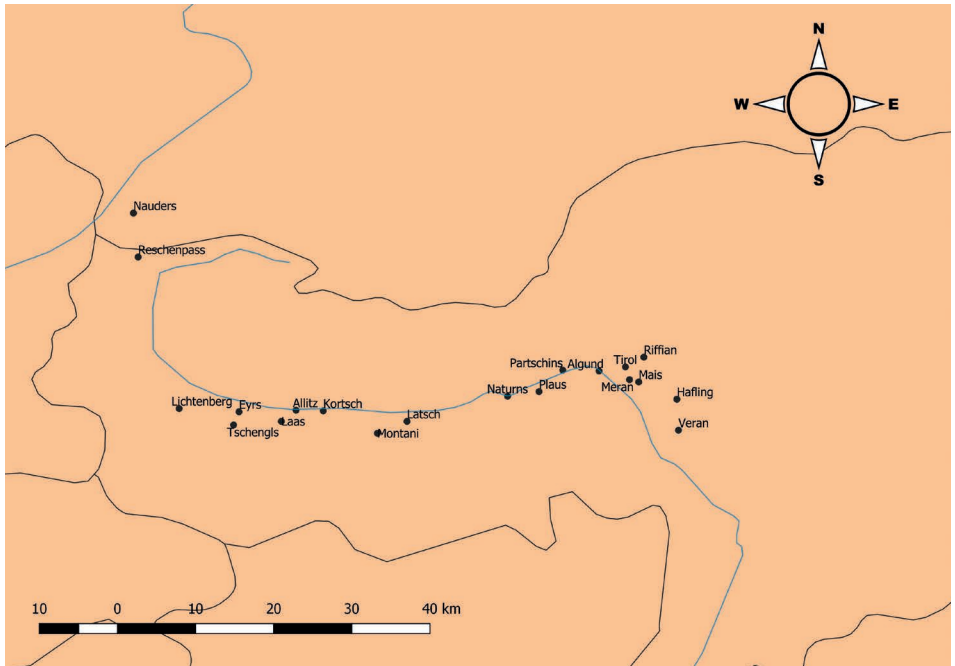 N
W E
S
Nauders
Reschenpass
Riffian
Partschins Algund Tirol
Meran Mais
Naturns Plaus
Hafling
Lichtenberg Eyrs Allitz Kortsch
Latsch
Tschengls Laas Montani
Veran
10 0 10 20 30 40 km